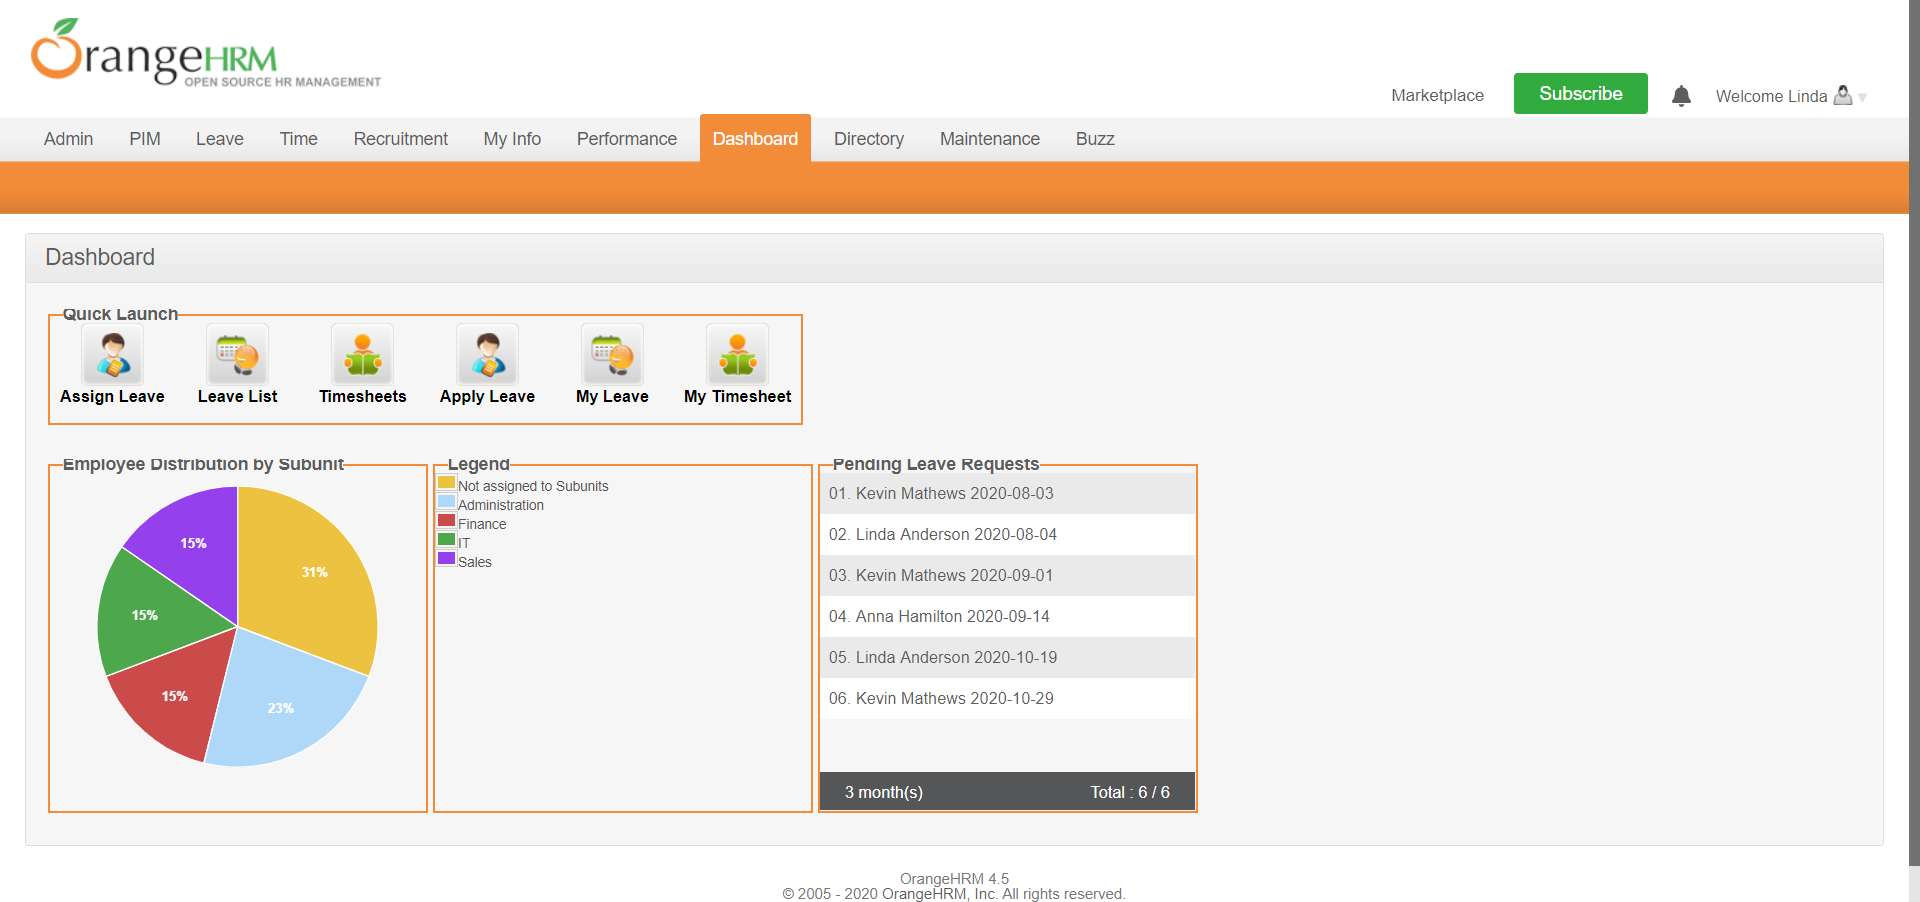 OrangeHRM
OPEN SOURCE HR MANAGEMENT
Marketplace
Subscribe
Welcome Linda
Admin PIM Leave Time Recruitment My Info Performance Dashboard Directory Maintenance Buzz
Dashboard
Quick Launch
Assign Leave Leave List Timesheets Apply Leave My Leave My Timesheet
Employee Distribution by Subunit
15%
31%
15%
15%
23%
Legend
Not assigned to Subunits
Administration
Finance
IT
Sales
Pending Leave Requests
01. Kevin Mathews 2020-08-03
02. Linda Anderson 2020-08-04
03. Kevin Mathews 2020-09-01
04. Anna Hamilton 2020-09-14
05. Linda Anderson 2020-10-19
06. Kevin Mathews 2020-10-29
3 month(s) Total : 6 / 6
OrangeHRM 4.5
© 2005 - 2020 OrangeHRM, Inc. All rights reserved.